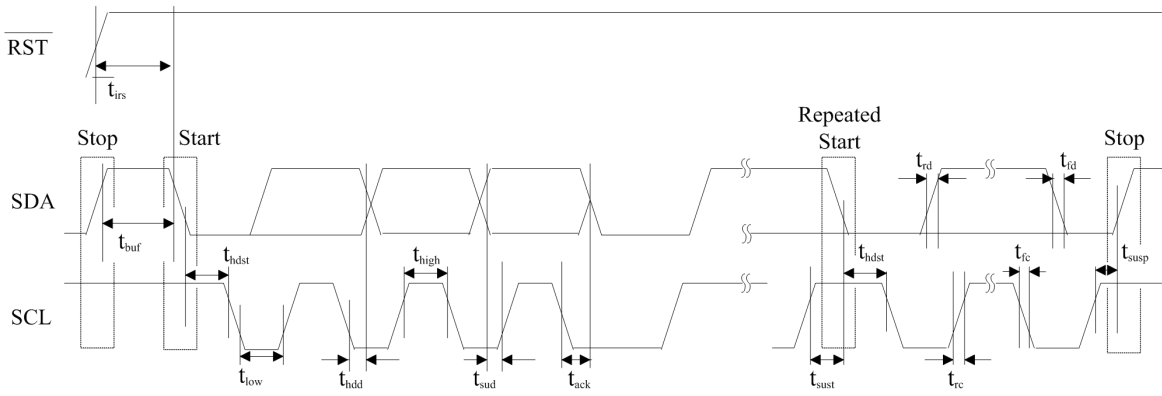 RST
t_irs
Repeated
Stop Start Start Stop
t_rd t_fd
SDA
t_buf
t_hdst t_high t_hdst t_fc t_susp
SCL
t_low t_hdd t_sud t_ack t_sust t_rc